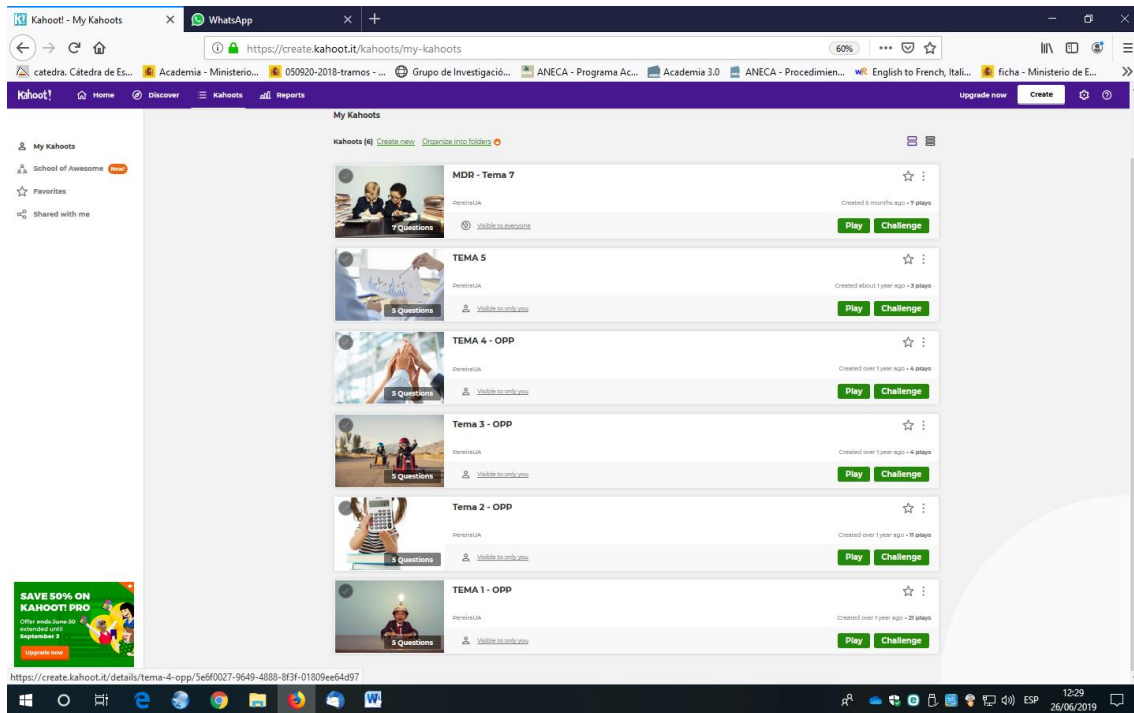 Kahoot! - My Kahoots
WhatsApp
https://create.kahoot.it/kahoots/my-kahoots
60%
catedra. Cátedra de Es...
Academia - Ministerio...
050920-2018-tramos - ...
Grupo de Investigació...
ANECA - Programa Ac...
Academia 3.0
ANECA - Procedimien...
English to French, Itali...
ficha - Ministerio de E...
Kahoot!
Home
Discover
Kahoots
Reports
Upgrade now
Create
My Kahoots
School of Awesome New!
Favorites
Shared with me
My Kahoots
Kahoots (6) Create new Organize into folders
MDR - Tema 7
PereiraUA
Created 5 months ago • 7 plays
7 Questions
Visible to everyone
Play Challenge
TEMA 5
PereiraUA
Created about 1 year ago • 3 plays
5 Questions
Visible to only you
Play Challenge
TEMA 4 - OPP
PereiraUA
Created over 1 year ago • 4 plays
5 Questions
Visible to only you
Play Challenge
Tema 3 - OPP
PereiraUA
Created over 1 year ago • 4 plays
5 Questions
Visible to only you
Play Challenge
Tema 2 - OPP
PereiraUA
Created over 1 year ago • 11 plays
5 Questions
Visible to only you
Play Challenge
TEMA 1 - OPP
PereiraUA
Created over 1 year ago • 21 plays
5 Questions
Visible to only you
Play Challenge
SAVE 50% ON
KAHOOT! PRO
Offer ends June 30
extended until
September 3
Upgrade now
https://create.kahoot.it/details/tema-4-opp/5e6f0027-9649-4888-8f3f-01809ee64d97
ESP
12:29
26/06/2019